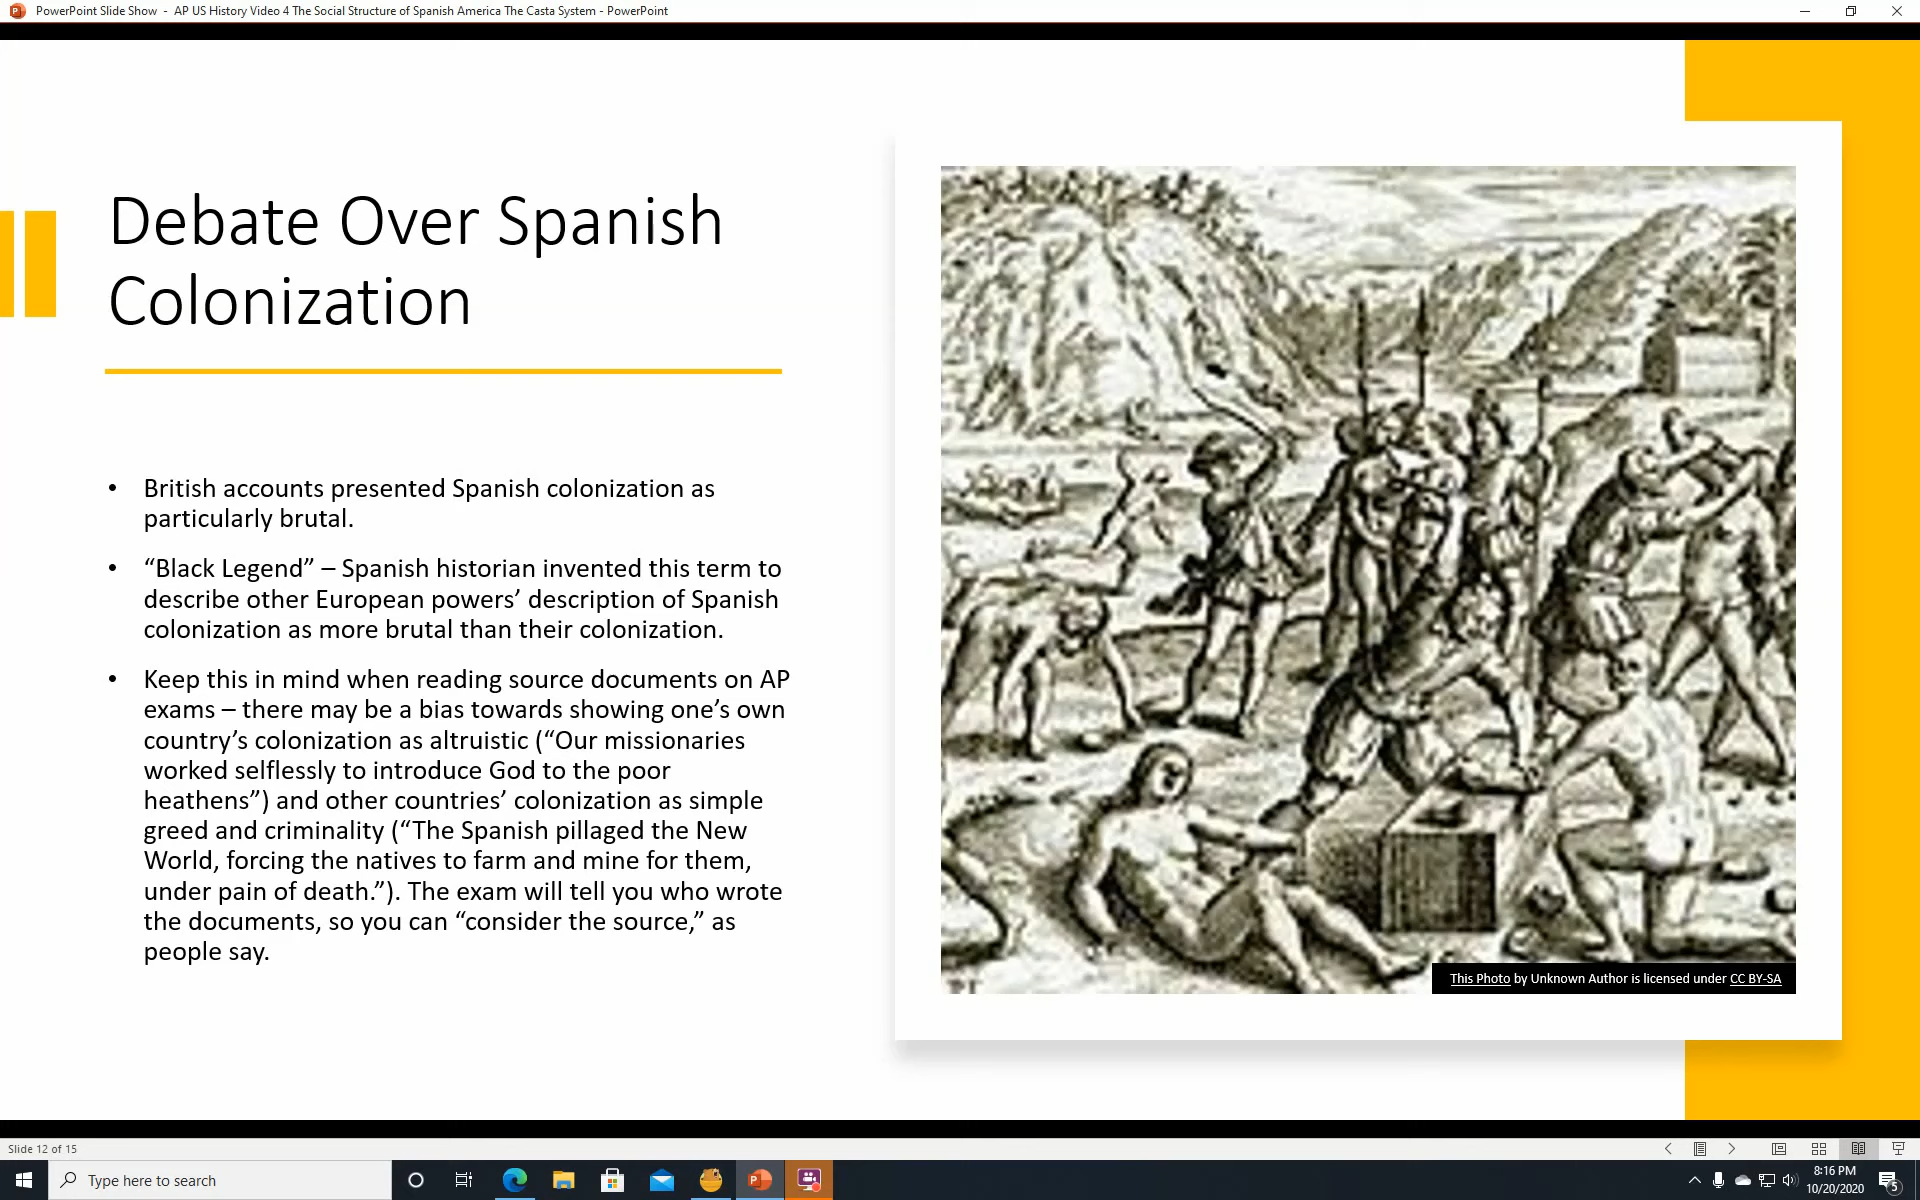 PowerPoint Slide Show - AP US History Video 4 The Social Structure of Spanish America The Casta System - PowerPoint
Debate Over Spanish
Colonization
• British accounts presented Spanish colonization as
particularly brutal.
• “Black Legend” – Spanish historian invented this term to
describe other European powers’ description of Spanish
colonization as more brutal than their colonization.
• Keep this in mind when reading source documents on AP
exams – there may be a bias towards showing one’s own
country’s colonization as altruistic (“Our missionaries
worked selflessly to introduce God to the poor
heathens”) and other countries’ colonization as simple
greed and criminality (“The Spanish pillaged the New
World, forcing the natives to farm and mine for them,
under pain of death.”). The exam will tell you who wrote
the documents, so you can “consider the source,” as
people say.
This Photo by Unknown Author is licensed under CC BY-SA
Slide 12 of 15
Type here to search
8:16 PM
10/20/2020
5